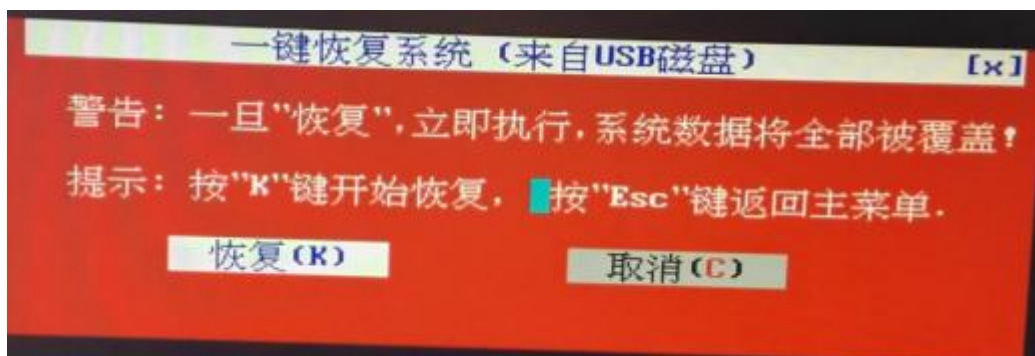 一键恢复系统 (来自USB磁盘) [x]
警告: 一旦"恢复",立即执行,系统数据将全部被覆盖!
提示: 按"K"键开始恢复, 按"Esc"键返回主菜单.
恢复(K) 取消(C)